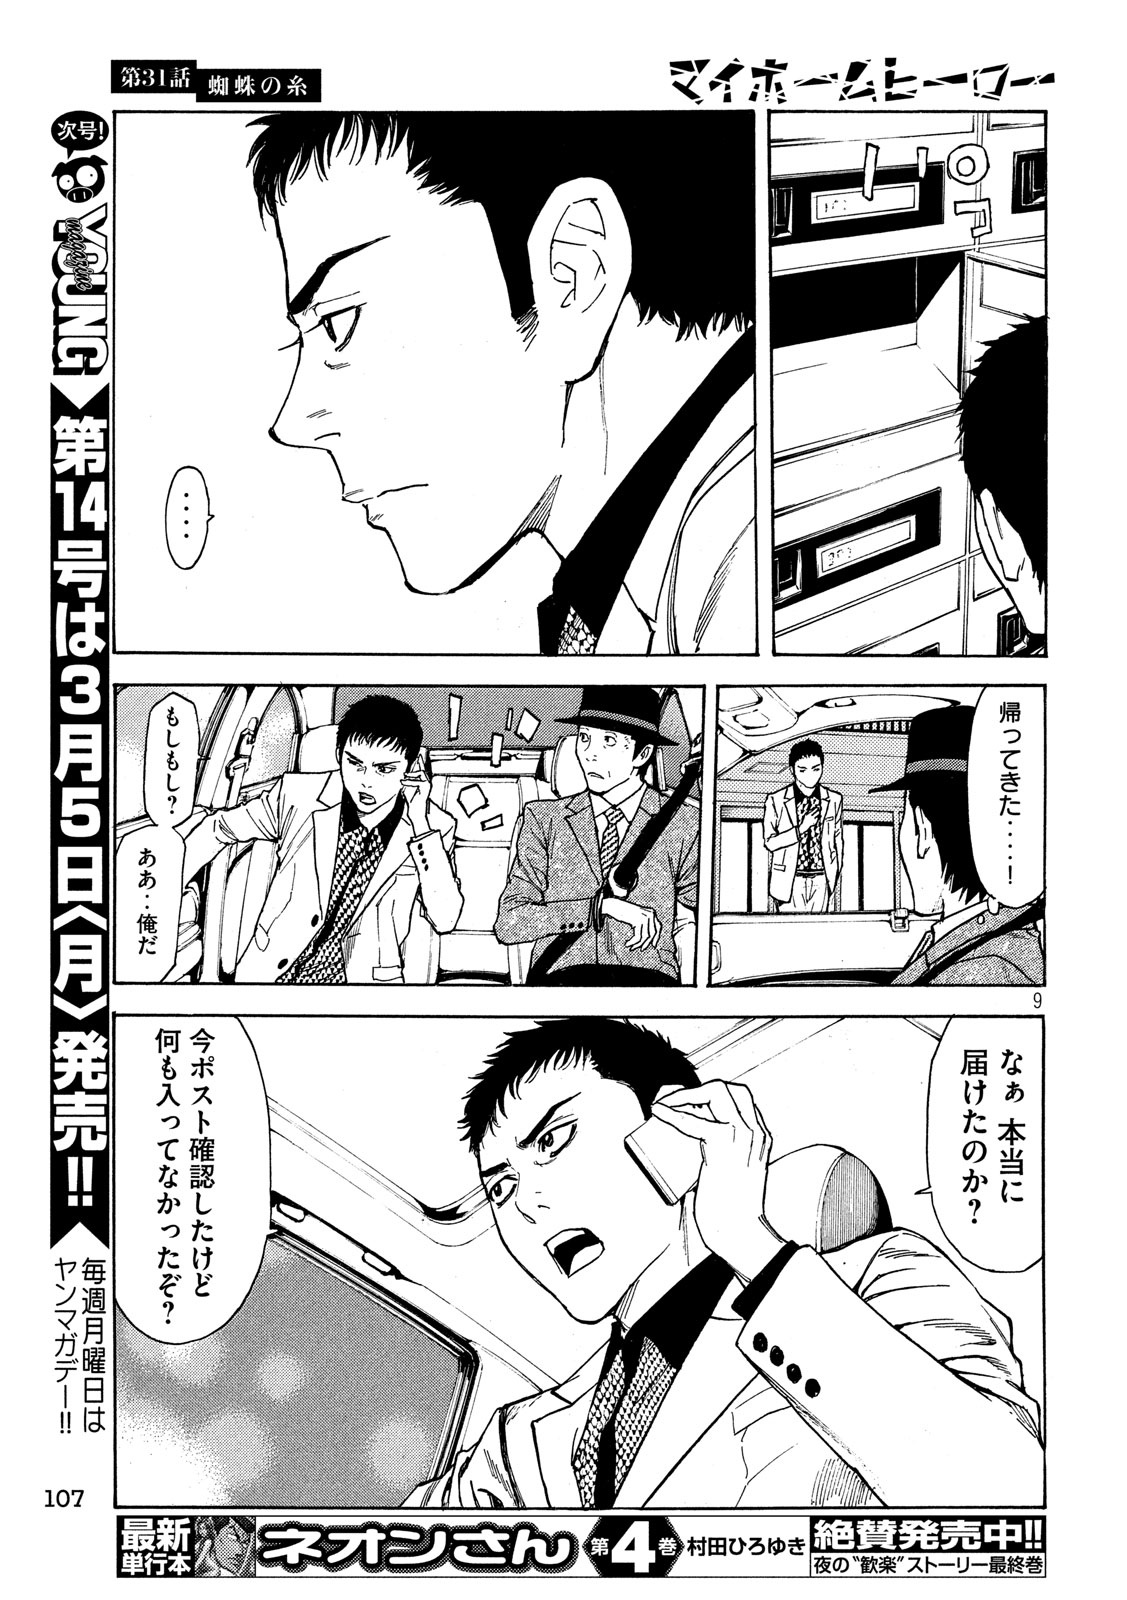 第31話
蜘蛛の糸
マイホームヒーロー
次号!
YOUNG
magazine
第14号は3月5日〈月〉発売!!
毎週月曜日は
ヤンマガデー!!
パカ
‥‥
帰ってきた‥‥‥!
もしもし?
ああ‥俺だ
9
なぁ 本当に
届けたのか?
今ポスト確認したけど
何も入ってなかったぞ?
107
最新
単行本
ネオンさん
第4巻
村田ひろゆき
絶賛発売中!!
夜の“歓楽”ストーリー最終巻